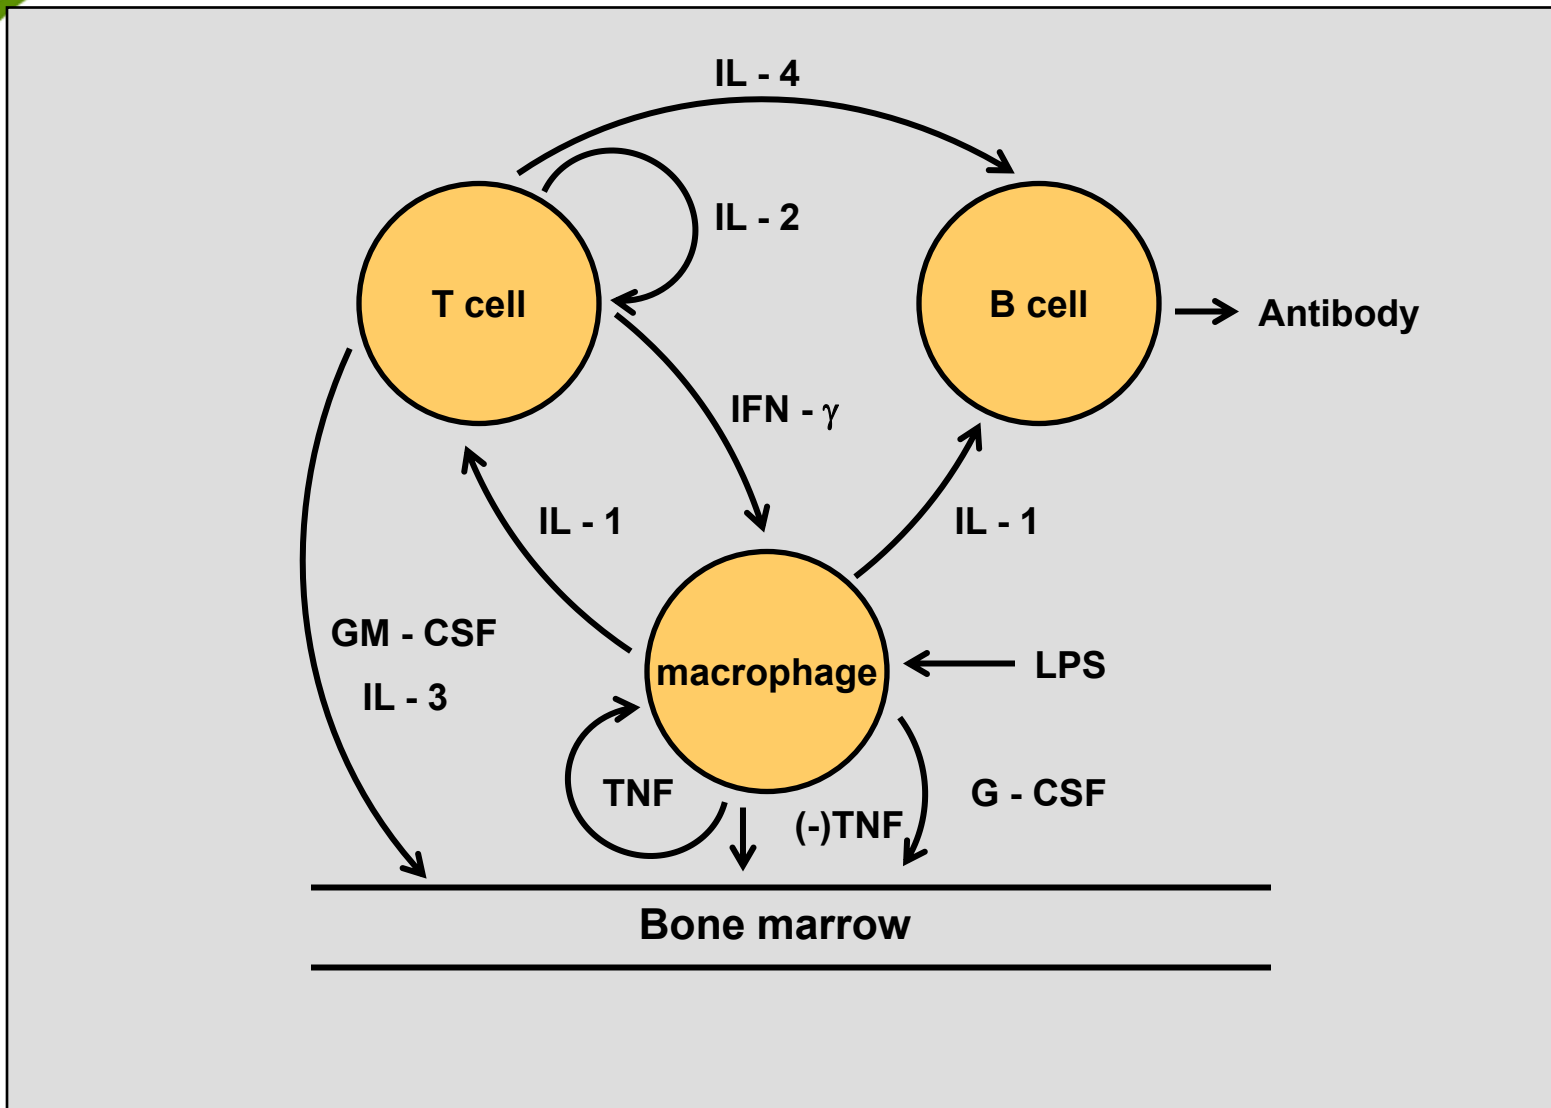 IL - 4
IL - 2
T cell
B cell
Antibody
IFN - γ
IL - 1
IL - 1
GM - CSF
IL - 3
macrophage
LPS
TNF
(-)TNF
G - CSF
Bone marrow